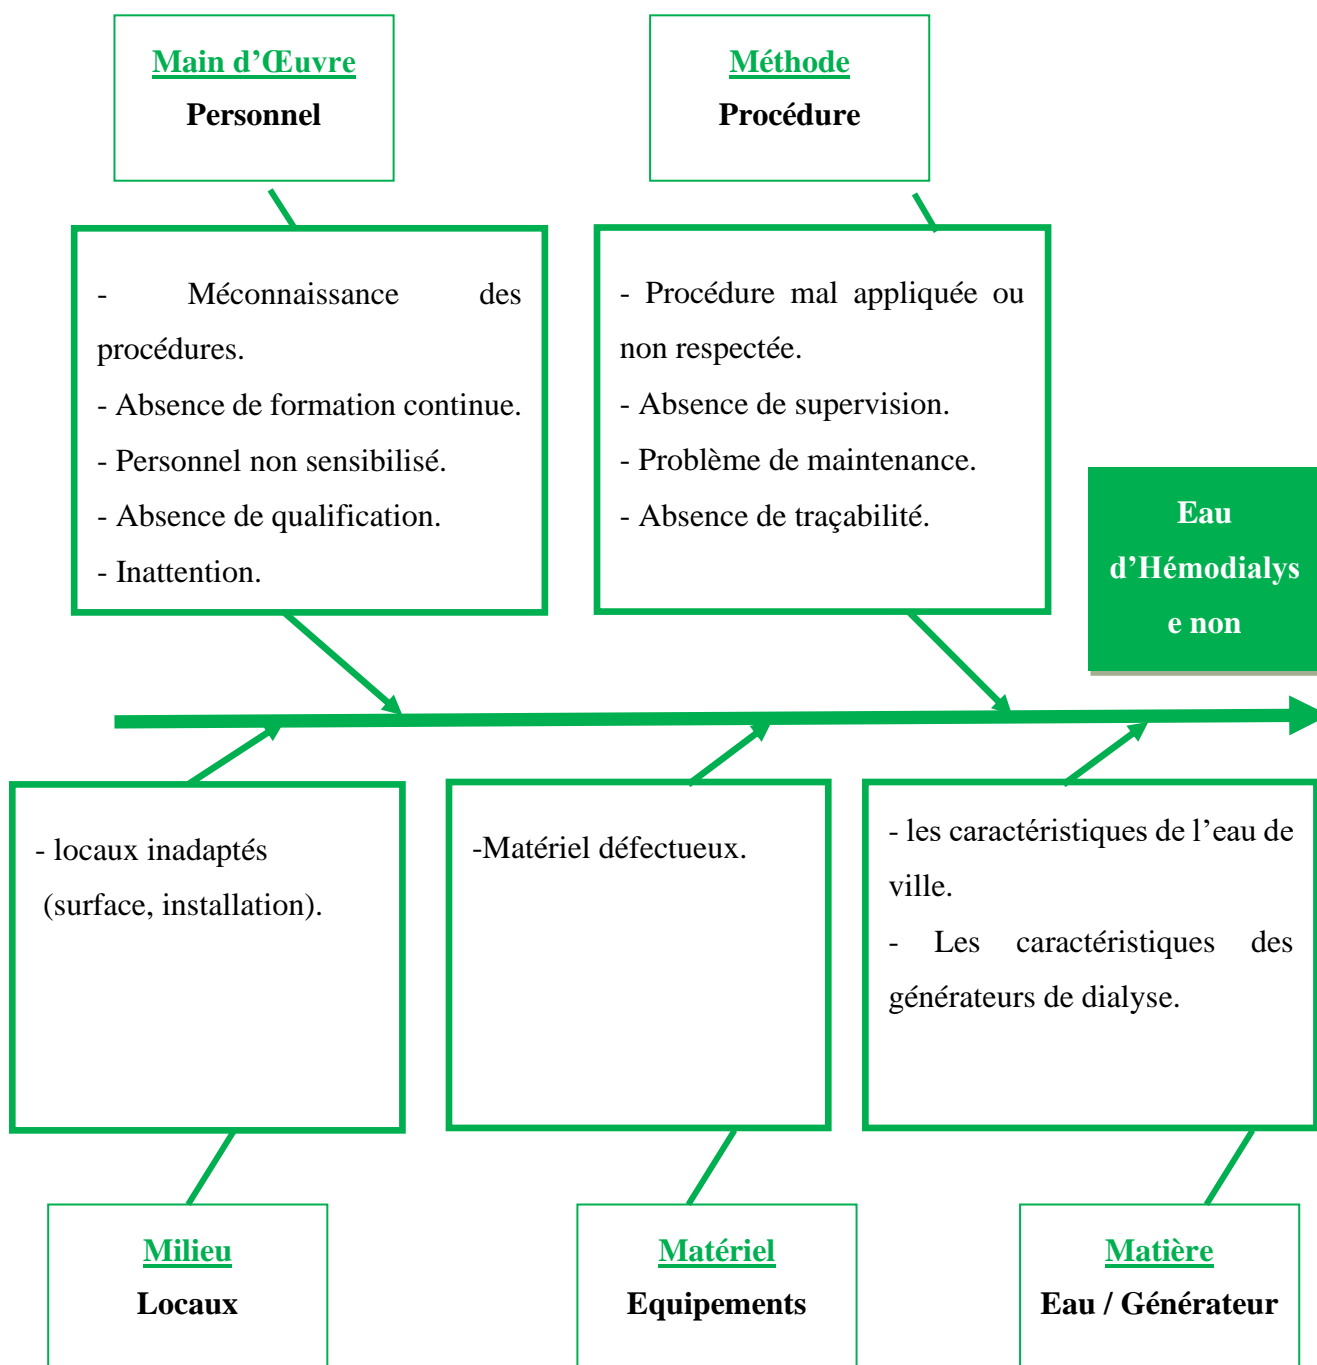 Main d’Œuvre
Personnel
Méthode
Procédure
- Méconnaissance des
procédures.
- Absence de formation continue.
- Personnel non sensibilisé.
- Absence de qualification.
- Inattention.
- Procédure mal appliquée ou
non respectée.
- Absence de supervision.
- Problème de maintenance.
- Absence de traçabilité.
Eau
d’Hémodialys
e non
- locaux inadaptés
(surface, installation).
-Matériel défectueux.
- les caractéristiques de l’eau de
ville.
- Les caractéristiques des
générateurs de dialyse.
Milieu
Locaux
Matériel
Equipements
Matière
Eau / Générateur